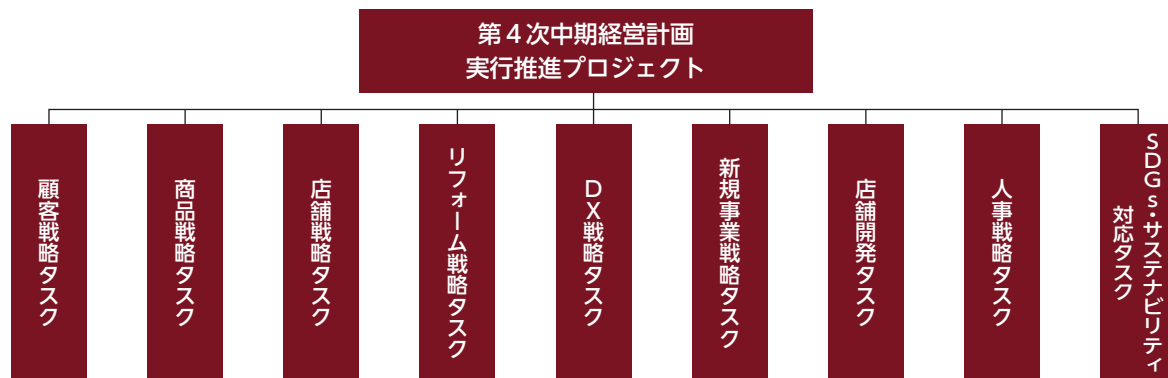 第４次中期経営計画
実行推進プロジェクト
顧客戦略タスク
商品戦略タスク
店舗戦略タスク
リフォーム戦略タスク
ＤＸ戦略タスク
新規事業戦略タスク
店舗開発タスク
人事戦略タスク
ＳＤＧｓ・サステナビリティ
対応タスク